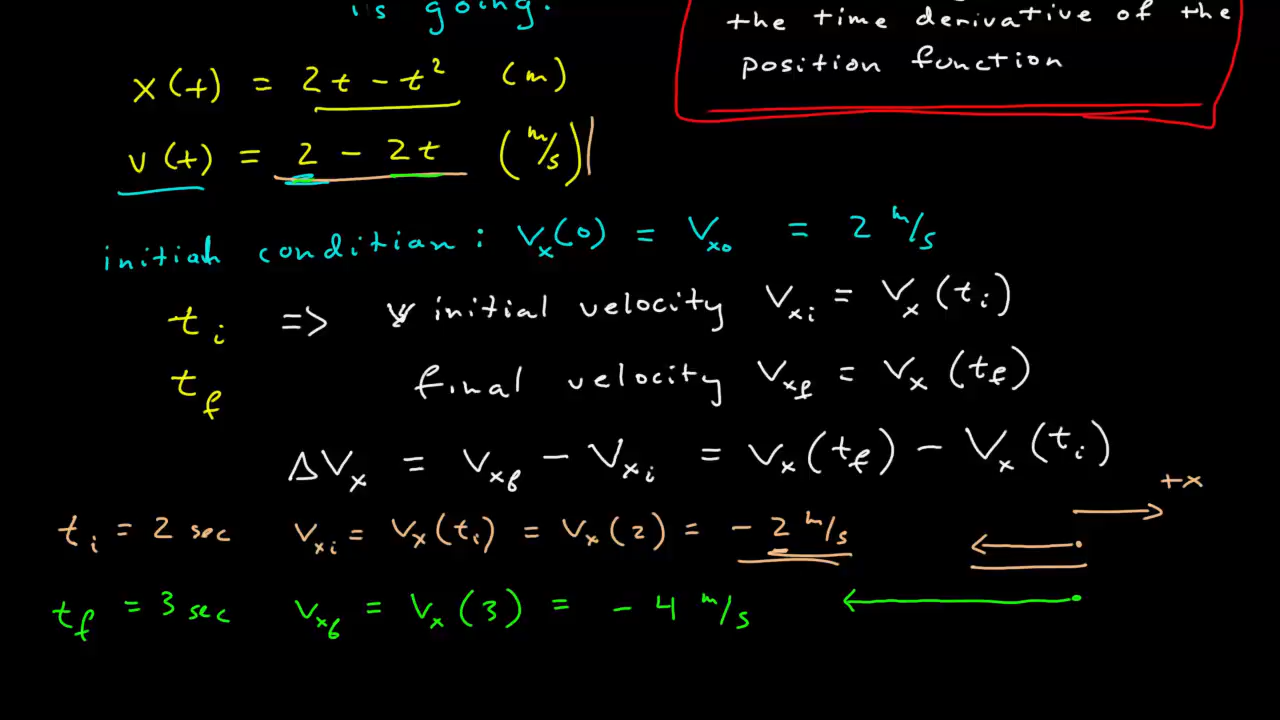 is going.
the time derivative of the
position function
x(t) = 2t - t² (m)
v(t) = 2 - 2t (m/s)
initial condition: Vx(0) = Vx0 = 2 m/s
ti => initial velocity Vxi = Vx(ti)
tf final velocity Vxf = Vx(tf)
ΔVx = Vxf - Vxi = Vx(tf) - Vx(ti)
+x
ti = 2 sec Vxi = Vx(ti) = Vx(2) = -2 m/s
tf = 3 sec Vxf = Vx(3) = -4 m/s